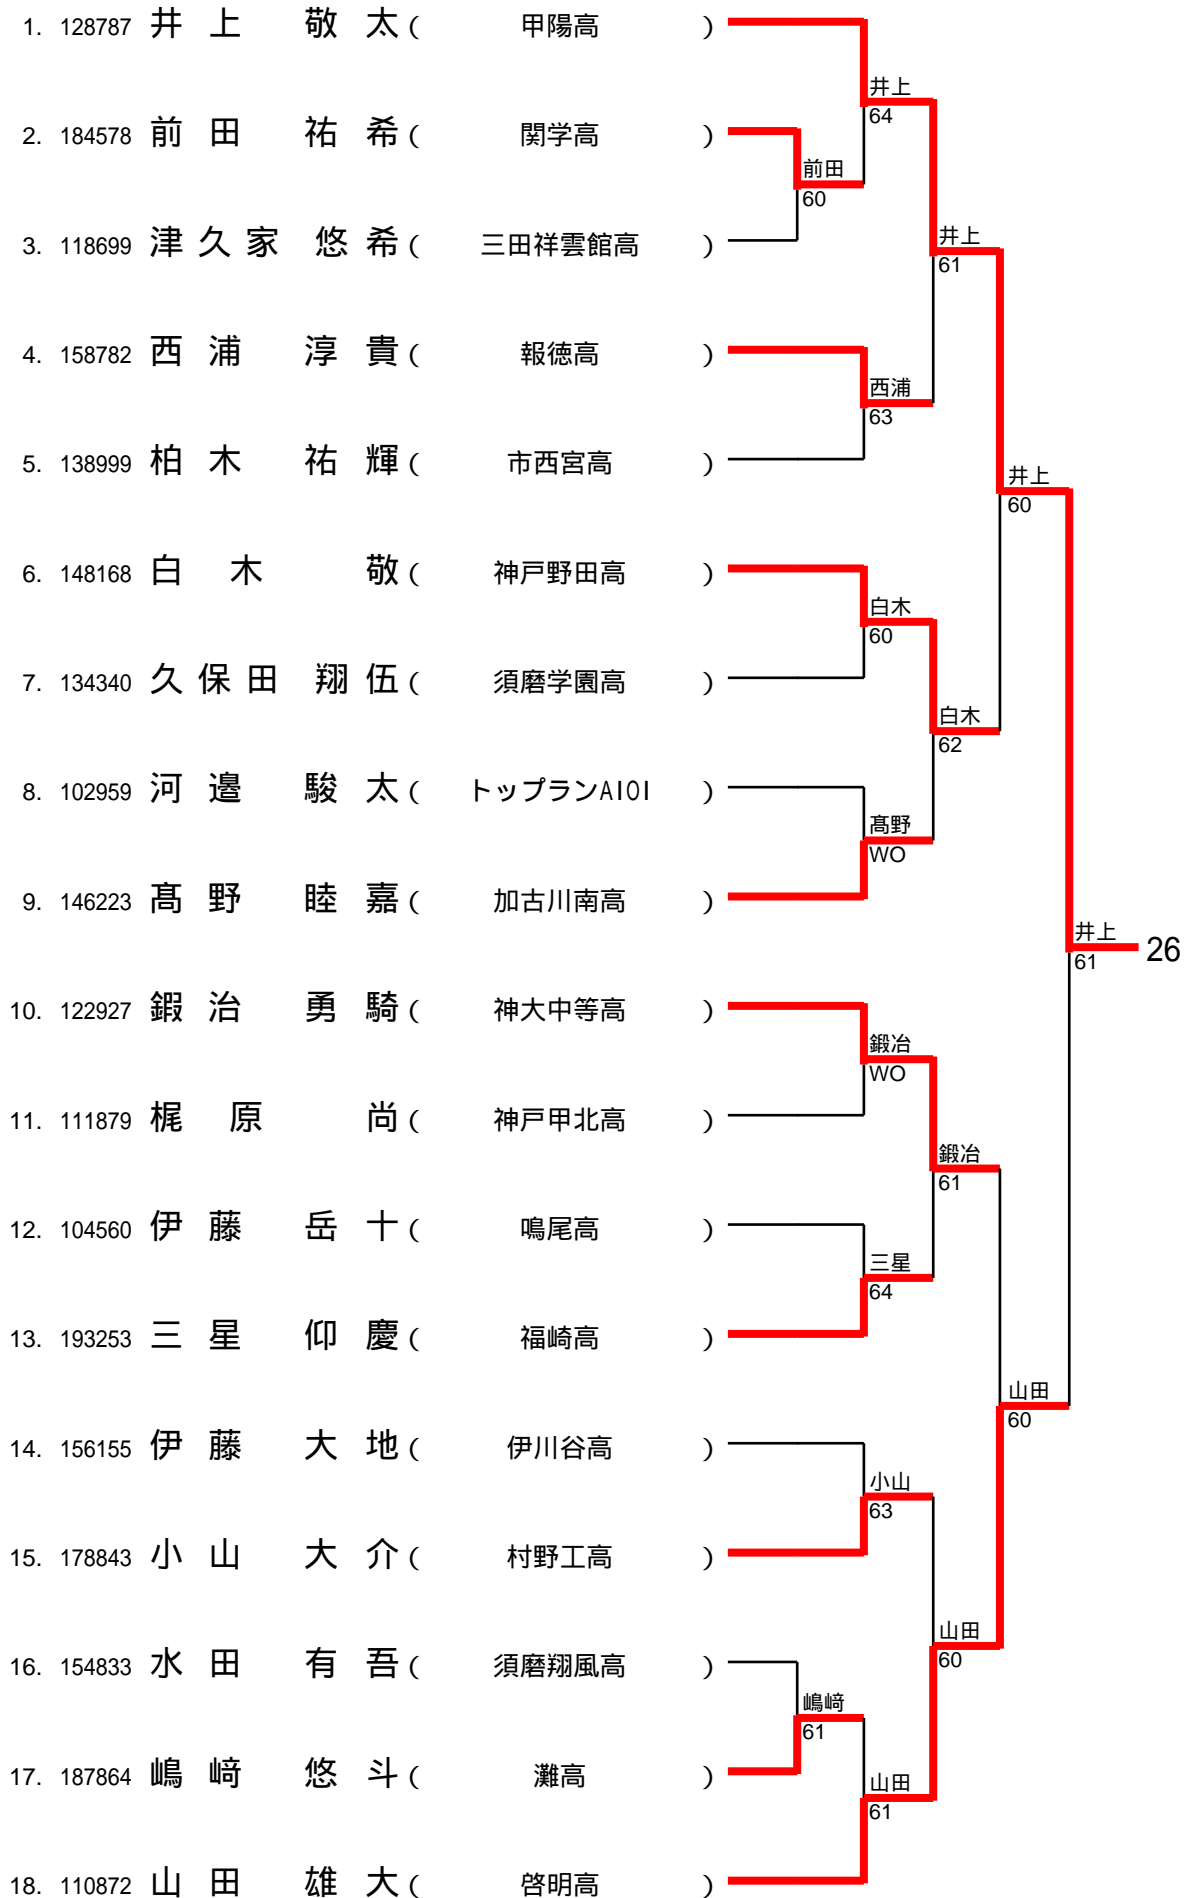 1. 128787 井上 敬太 ( 甲陽高 )
井上
64
2. 184578 前田 祐希 ( 関学高 )
前田
60
3. 118699 津久家 悠希 ( 三田祥雲館高 )
井上
61
4. 158782 西浦 淳貴 ( 報徳高 )
西浦
63
5. 138999 柏木 祐輝 ( 市西宮高 )
井上
60
6. 148168 白木 敬 ( 神戸野田高 )
白木
60
7. 134340 久保田 翔伍 ( 須磨学園高 )
白木
62
8. 102959 河邉 駿太 ( トップランAIOI )
髙野
WO
9. 146223 髙野 睦嘉 ( 加古川南高 )
井上
61
26
10. 122927 鍜治 勇騎 ( 神大中等高 )
鍜冶
WO
11. 111879 梶原 尚 ( 神戸甲北高 )
鍜冶
61
12. 104560 伊藤 岳十 ( 鳴尾高 )
三星
64
13. 193253 三星 仰慶 ( 福崎高 )
山田
60
14. 156155 伊藤 大地 ( 伊川谷高 )
小山
63
15. 178843 小山 大介 ( 村野工高 )
山田
60
16. 154833 水田 有吾 ( 須磨翔風高 )
嶋﨑
61
17. 187864 嶋﨑 悠斗 ( 灘高 )
山田
61
18. 110872 山田 雄大 ( 啓明高 )